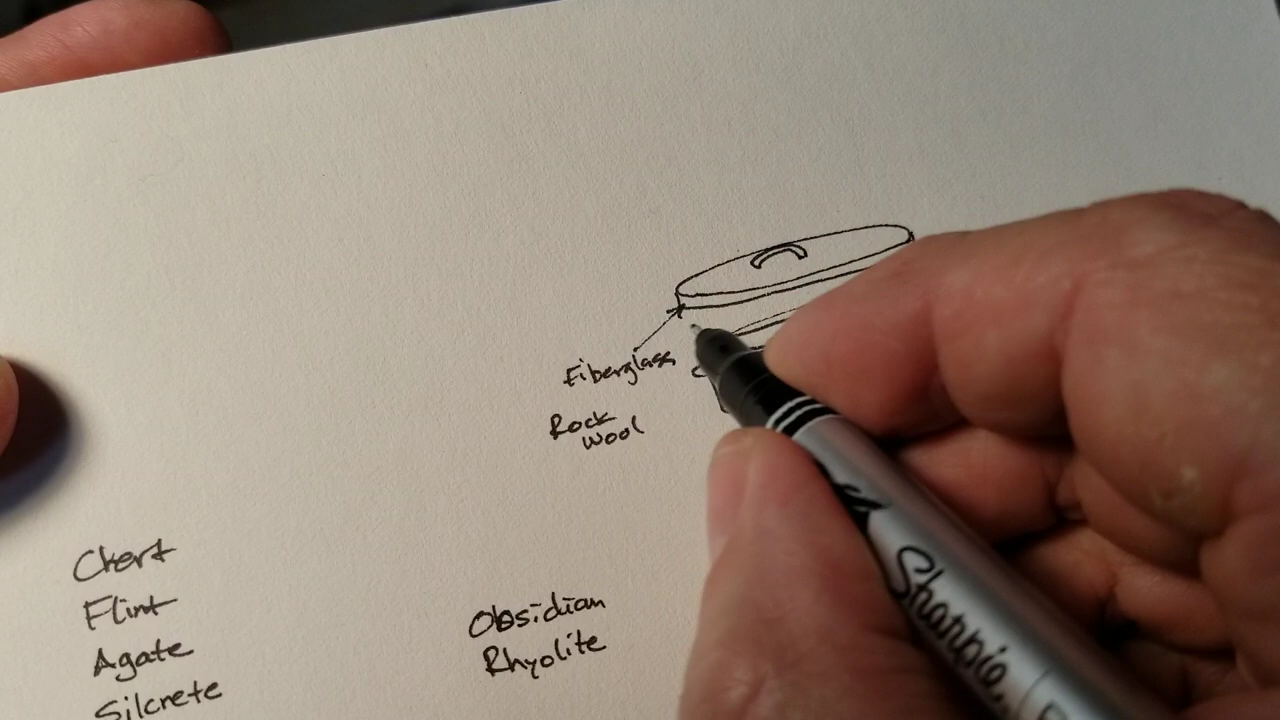 Fiberglass
Rock
Wool
Chert
Flint
Agate
Silcrete
Obsidian
Rhyolite
Sharpie